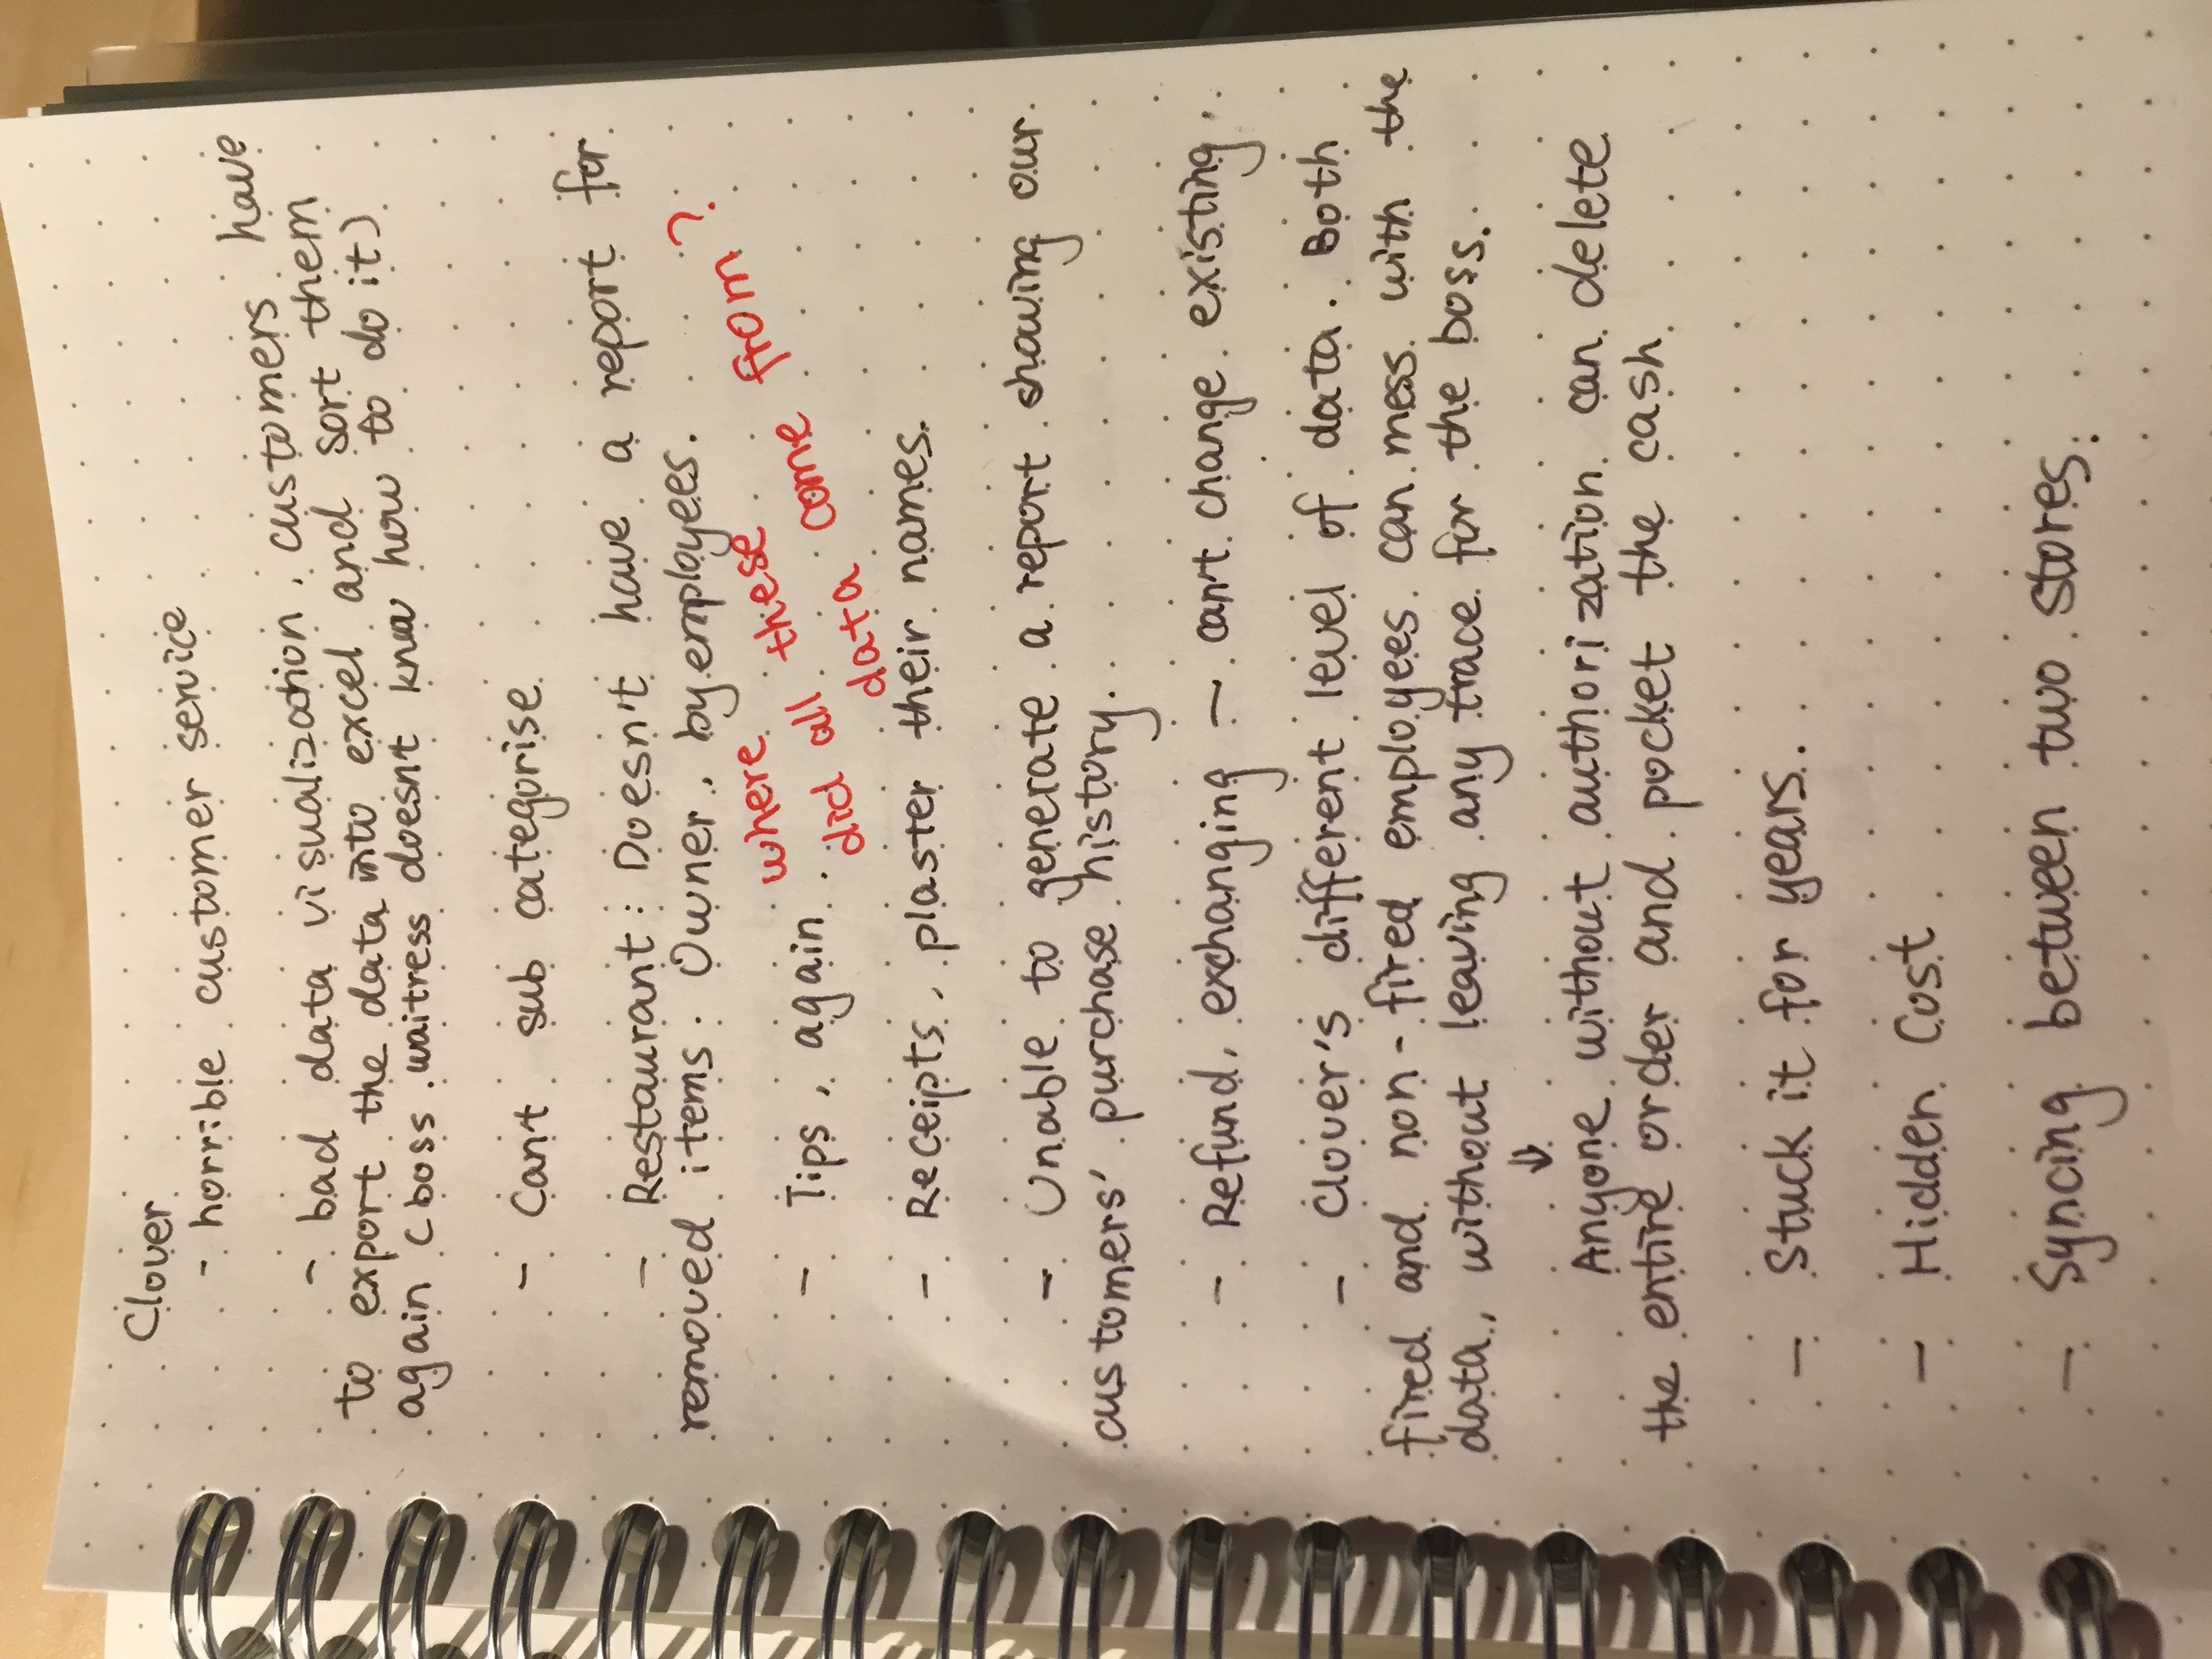 Clover
- horrible customer service
- bad data visualization, customers have
to export the data into excel and sort them
again (boss, waitress doesn't know how to do it)
- Can't sub categorise
- Restaurant: Doesn't have a report for
removed items. Owner, by employees.
- Tips, again.
where
did all these
data come from?
- Receipts, plaster their names.
- Unable to generate a report showing our
customers' purchase history.
- Refund, exchanging - can't change existing.
- Clover's different level of data. Both
fired and non-fired employees can mess with the
data, without leaving any trace for the boss.
⇓
Anyone without authorization can delete
the entire order and pocket the cash
- Stuck it for years.
- Hidden Cost
- Syncing between two stores.